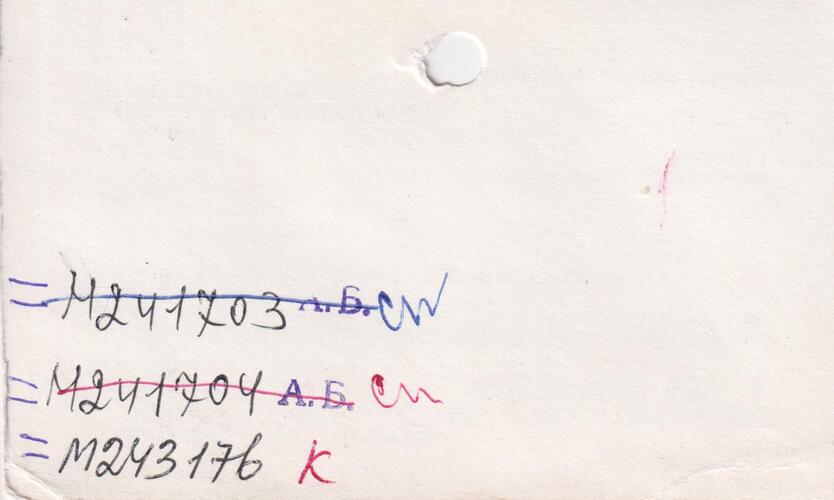 = М241703 А.Б. сп
= М241704 А.Б. сп
= М243176 К